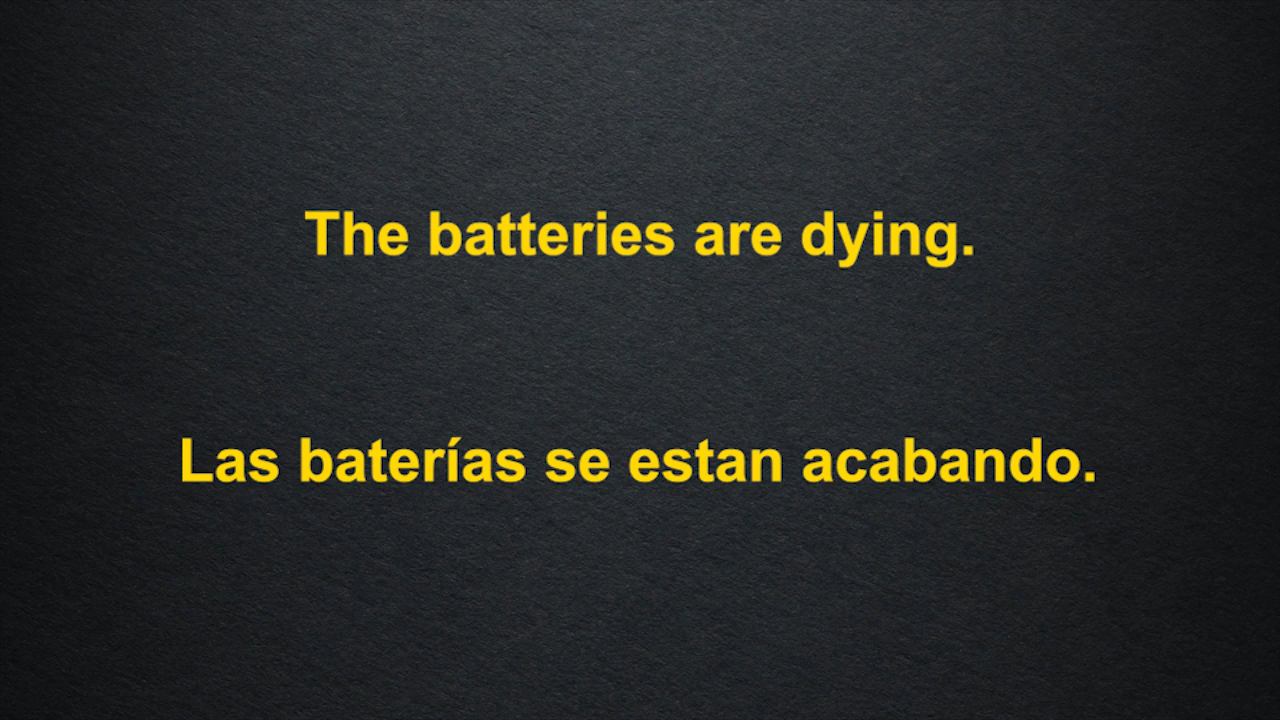 The batteries are dying.
Las baterías se estan acabando.